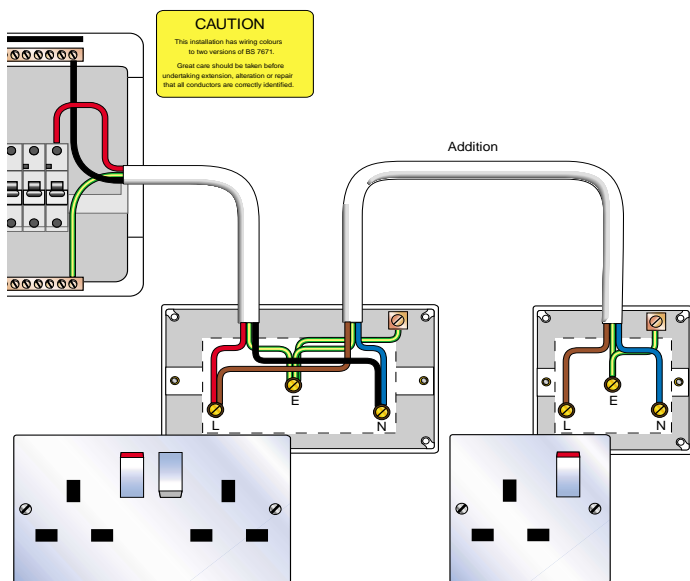 CAUTION
This installation has wiring colours
to two versions of BS 7671.
Great care should be taken before
undertaking extension, alteration or repair
that all conductors are correctly identified.
Addition
E
L
N
E
L
N